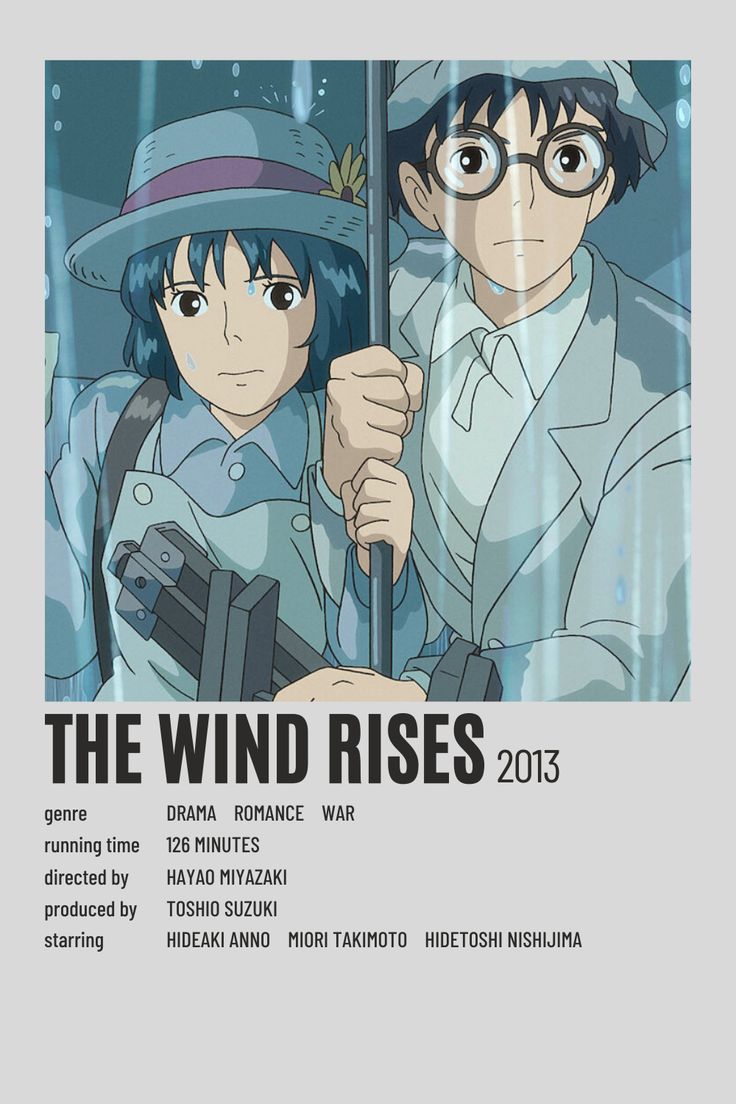 THE WIND RISES 2013
genre DRAMA ROMANCE WAR
running time 126 MINUTES
directed by HAYAO MIYAZAKI
produced by TOSHIO SUZUKI
starring HIDEAKI ANNO MIORI TAKIMOTO HIDETOSHI NISHIJIMA